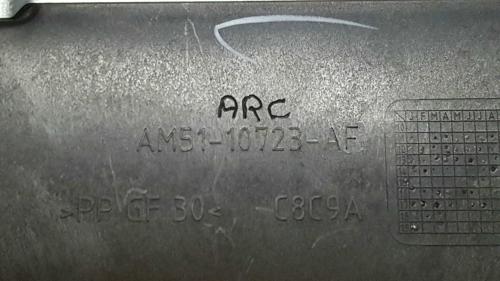 ARC
AM51-10723-AF
>PP GF 30< C8C9A
J F M A M J J A